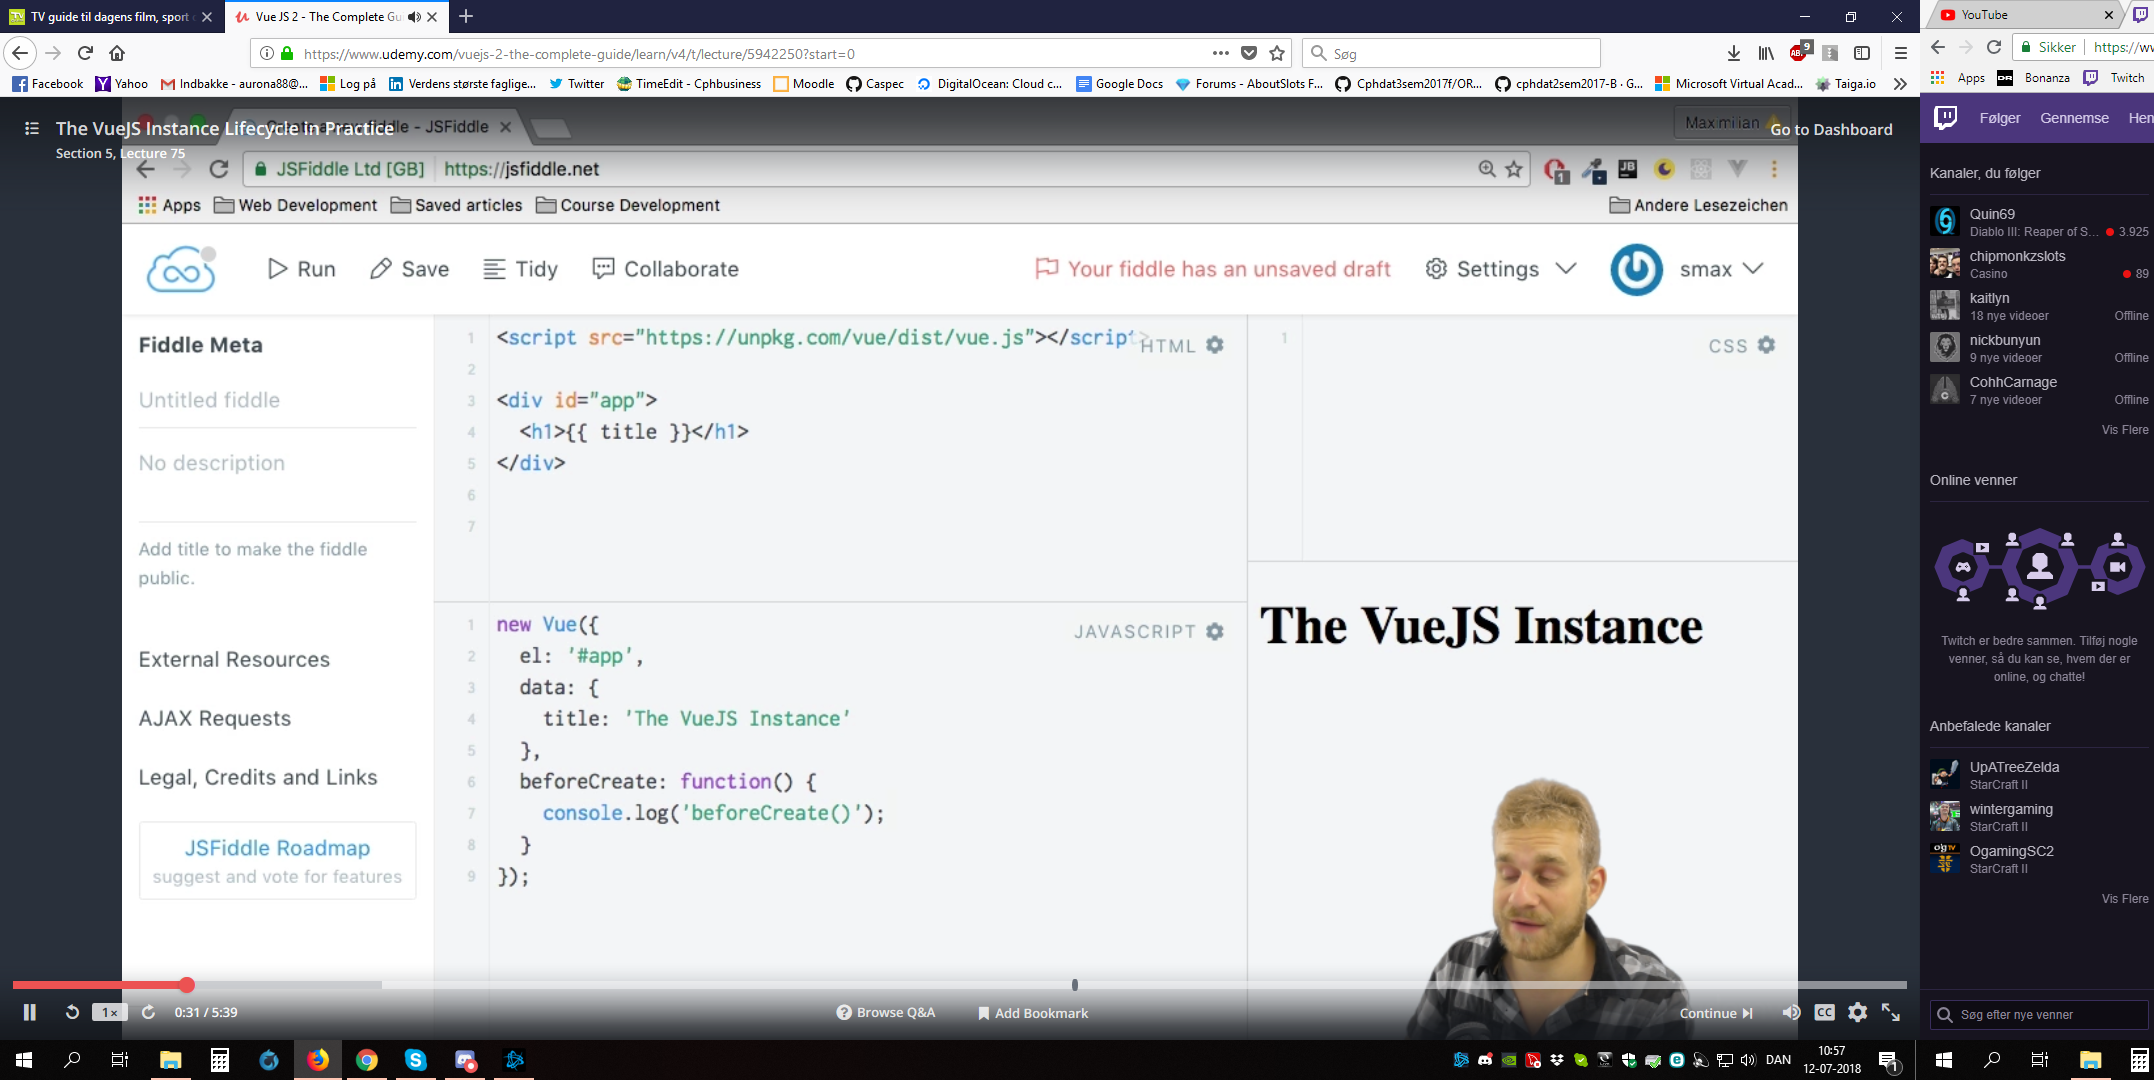 TV guide til dagens film, sport
Vue JS 2 - The Complete Gu
https://www.udemy.com/vuejs-2-the-complete-guide/learn/v4/t/lecture/5942250?start=0
Søg
9
Facebook
Yahoo
Indbakke - aurona88@...
Log på
Verdens største faglige...
Twitter
TimeEdit - Cphbusiness
Moodle
Caspec
DigitalOcean: Cloud c...
Google Docs
Forums - AboutSlots F...
Cphdat3sem2017f/OR...
cphdat2sem2017-B · G...
Microsoft Virtual Acad...
Taiga.io
The VueJS Instance Lifecycle in Practice
Section 5, Lecture 75
fiddle - JSFiddle
Maximilian
Go to Dashboard
JSFiddle Ltd [GB]
https://jsfiddle.net
JB
1
Apps
Web Development
Saved articles
Course Development
Andere Lesezeichen
Run
Save
Tidy
Collaborate
Your fiddle has an unsaved draft
Settings
smax
Fiddle Meta
Untitled fiddle
No description
Add title to make the fiddle
public.
External Resources
AJAX Requests
Legal, Credits and Links
JSFiddle Roadmap
suggest and vote for features
HTML
1 <script src="https://unpkg.com/vue/dist/vue.js"></script>
2
3 <div id="app">
4 <h1>{{ title }}</h1>
5 </div>
6
7
CSS
1
JAVASCRIPT
1 new Vue({
2 el: '#app',
3 data: {
4 title: 'The VueJS Instance'
5 },
6 beforeCreate: function() {
7 console.log('beforeCreate()');
8 }
9 });
The VueJS Instance
1x
0:31 / 5:39
Browse Q&A
Add Bookmark
Continue
CC
DAN
10:57
12-07-2018
1
YouTube
Sikker
https://ww
Apps
DR
Bonanza
Twitch
Følger
Gennemse
Hen
Kanaler, du følger
Quin69
Diablo III: Reaper of S...
3.925
chipmonkzslots
Casino
89
kaitlyn
18 nye videoer
Offline
nickbunyun
9 nye videoer
Offline
CohhCarnage
7 nye videoer
Offline
Vis Flere
Online venner
Twitch er bedre sammen. Tilføj nogle
venner, så du kan se, hvem der er
online, og chatte!
Anbefalede kanaler
UpATreeZelda
StarCraft II
wintergaming
StarCraft II
OgamingSC2
StarCraft II
Vis Flere
Søg efter nye venner